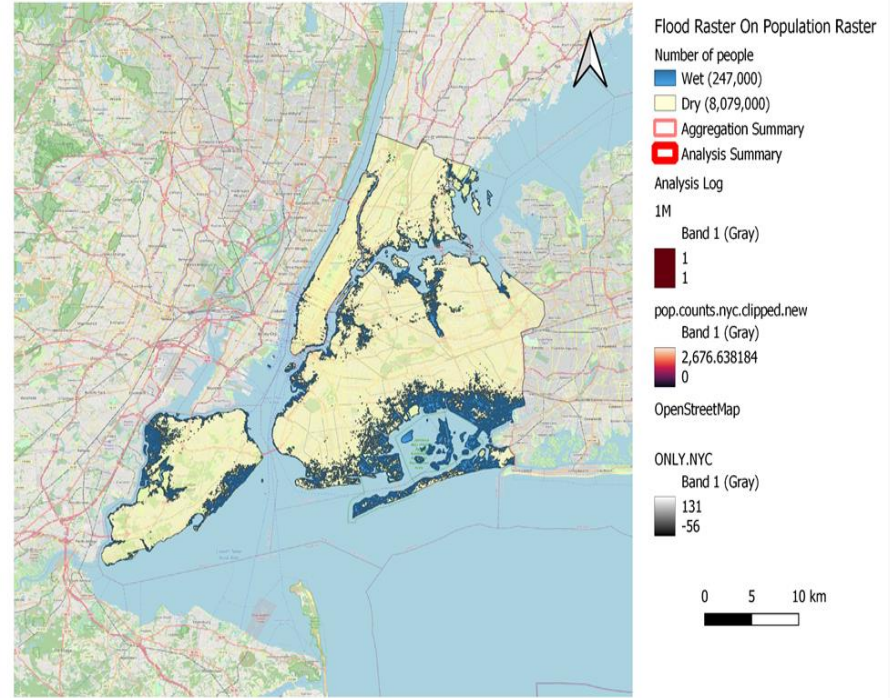 Flood Raster On Population Raster
Number of people
Wet (247,000)
Dry (8,079,000)
Aggregation Summary
Analysis Summary
Analysis Log
1M
Band 1 (Gray)
1
1
pop.counts.nyc.clipped.new
Band 1 (Gray)
2,676.638184
0
OpenStreetMap
ONLY.NYC
Band 1 (Gray)
131
-56
0 5 10 km